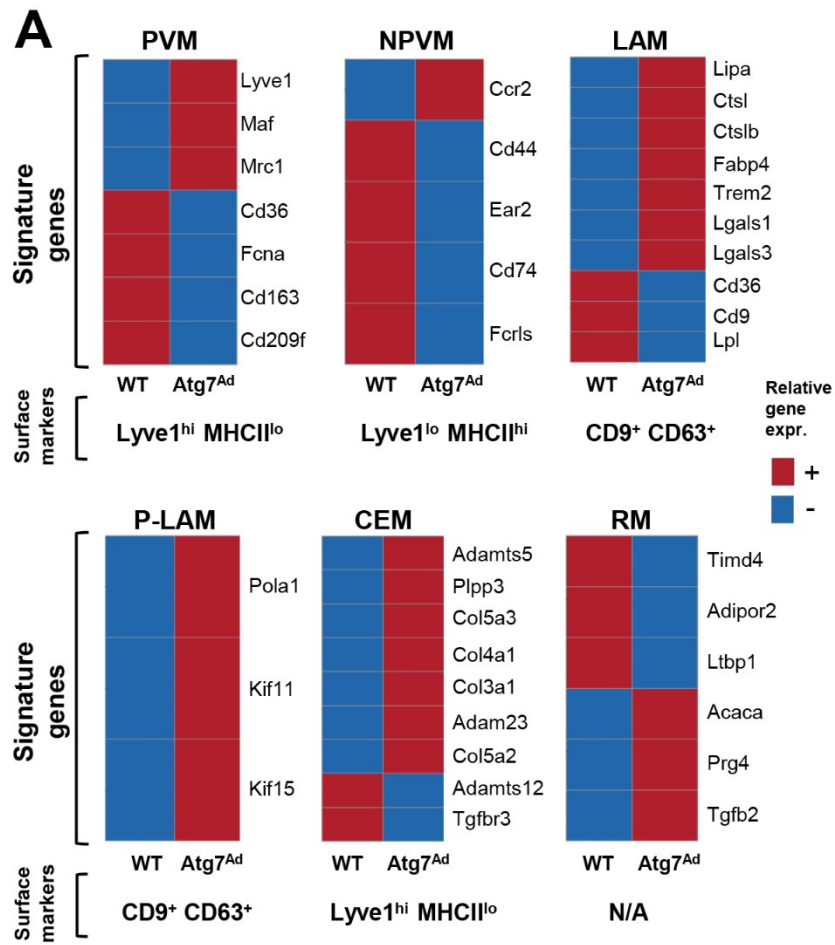 A
PVM
NPVM
LAM
Signature genes
Lyve1
Maf
Mrc1
Cd36
Fcna
Cd163
Cd209f
Ccr2
Cd44
Ear2
Cd74
Fcrls
Lipa
Ctsl
Ctslb
Fabp4
Trem2
Lgals1
Lgals3
Cd36
Cd9
Lpl
WT Atg7Ad
WT Atg7Ad
WT Atg7Ad
Surface markers
Lyve1hi MHCIIlo
Lyve1lo MHCIIhi
CD9+ CD63+
Relative
gene
expr.
+
-
P-LAM
CEM
RM
Signature genes
Pola1
Kif11
Kif15
Adamts5
Plpp3
Col5a3
Col4a1
Col3a1
Adam23
Col5a2
Adamts12
Tgfbr3
Timd4
Adipor2
Ltbp1
Acaca
Prg4
Tgfb2
WT Atg7Ad
WT Atg7Ad
WT Atg7Ad
Surface markers
CD9+ CD63+
Lyve1hi MHCIIlo
N/A